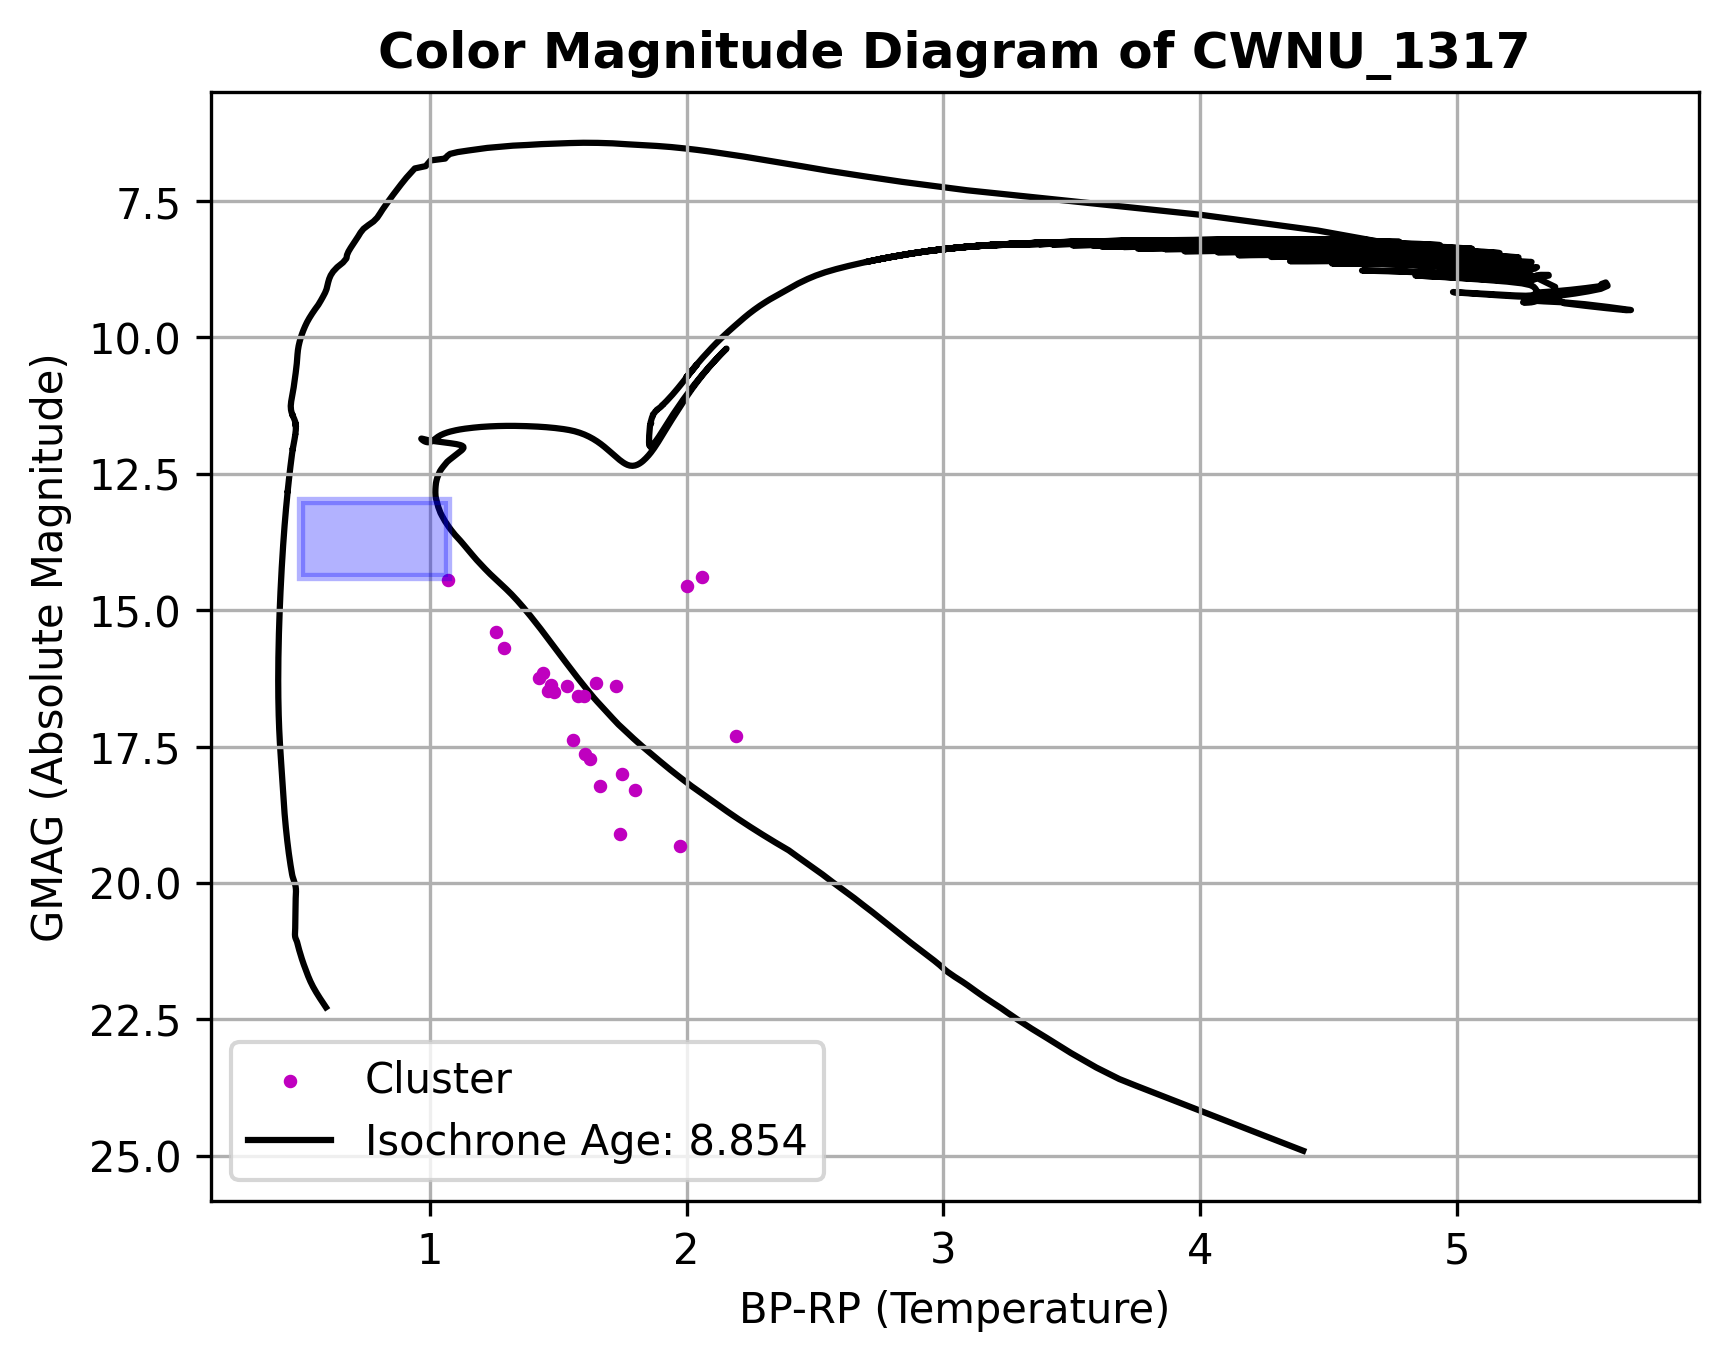 Color Magnitude Diagram of CWNU_1317
GMAG (Absolute Magnitude)
7.5
10.0
12.5
15.0
17.5
20.0
22.5
25.0
Cluster
Isochrone Age: 8.854
1 2 3 4 5
BP-RP (Temperature)